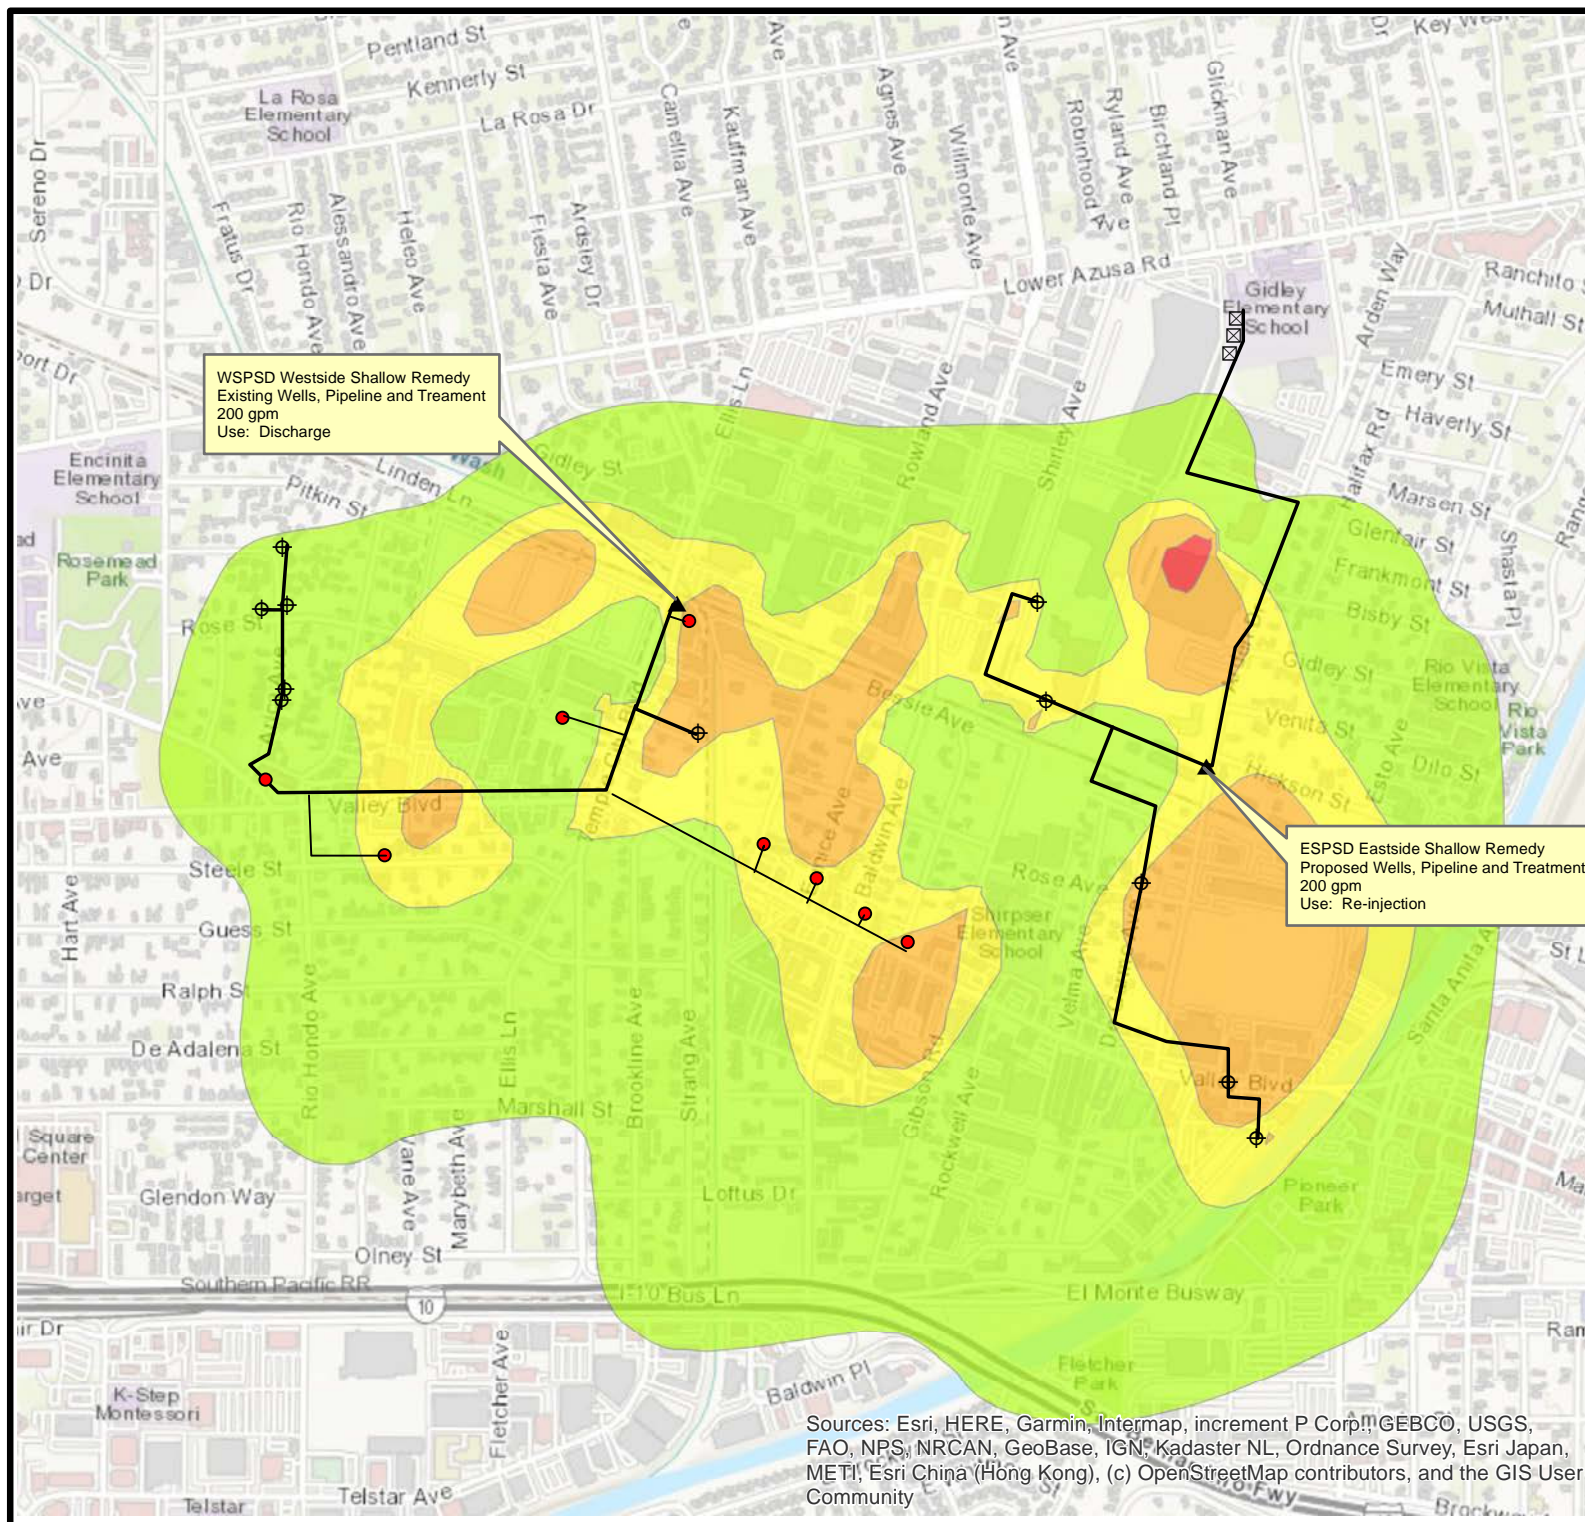 Pentland St
Kennerly St
La Rosa Dr
La Rosa
Elementary
School
Sereno Dr
Fratus Dr
Rio Hondo Ave
Alessandro Ave
Heleo Ave
Fiesta Ave
Ardsley Dr
Camellia Ave
Kauffman Ave
Ave
Agnes Ave
Willmonte Ave
Robinhood Ave
Ryland Ave
Birchland Pl
Glickman Ave
Dr
Key Wes
Lower Azusa Rd
Gidley
Elementary
School
Arden Way
Ranchito
Mulhall St
Emery St
Haverly St
Halifax Rd
Marsen St
Glenfair St
Frankmont St
Bisby St
Shasta Pl
Gidley St
Rio Vista
Elementary
School
Rio
Vista
Park
Venita St
Dilo St
Hickson St
WSPSD Westside Shallow Remedy
Existing Wells, Pipeline and Treament
200 gpm
Use:  Discharge
Encinita
Elementary
School
Pitkin St
Linden Ln
Wash
Gidley St
Ellis Ln
Rowland Ave
Shirley Ave
Rosemead
Park
Rose St
Bessie Ave
Valley Blvd
Steele St
Guess St
Ralph St
De Adalena St
Hart Ave
Rio Hondo Ave
Ellis Ln
Brookline Ave
Strang Ave
Marshall St
Baldwin Ave
Rose Ave
Shirpser
Elementary
School
Velma Ave
Gibson Rd
Rockwell Ave
ESPSD Eastside Shallow Remedy
Proposed Wells, Pipeline and Treatment
200 gpm
Use:  Re-injection
Santa Anita A
St L
Valley Blvd
Pioneer
Park
Square
Center
arget
Glendon Way
Marybeth Ave
Olney St
Loftus Dr
Southern Pacific RR
10
I-10 Bus Ln
El Monte Busway
Ram
Fletcher Ave
K-Step
Montessori
Telstar
Telstar Ave
Baldwin Pl
Fletcher
Park
Sources: Esri, HERE, Garmin, Intermap, increment P Corp., GEBCO, USGS,
FAO, NPS, NRCAN, GeoBase, IGN, Kadaster NL, Ordnance Survey, Esri Japan,
METI, Esri China (Hong Kong), (c) OpenStreetMap contributors, and the GIS User
Community
Fwy
Brockw